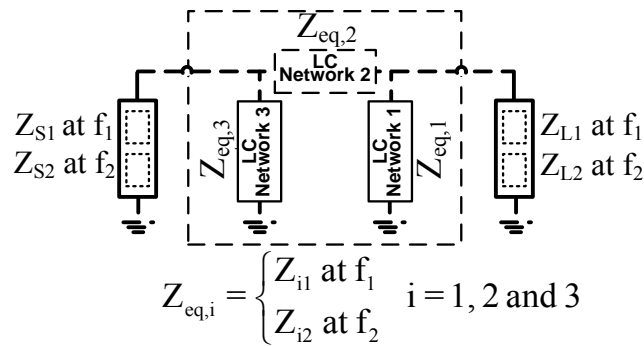 Z_eq,2
LC
Network 2
Z_S1 at f_1
Z_S2 at f_2
Z_eq,3
LC
Network 3
LC
Network 1
Z_eq,1
Z_L1 at f_1
Z_L2 at f_2
Z_eq,i = { Z_i1 at f_1
Z_i2 at f_2
i = 1, 2 and 3